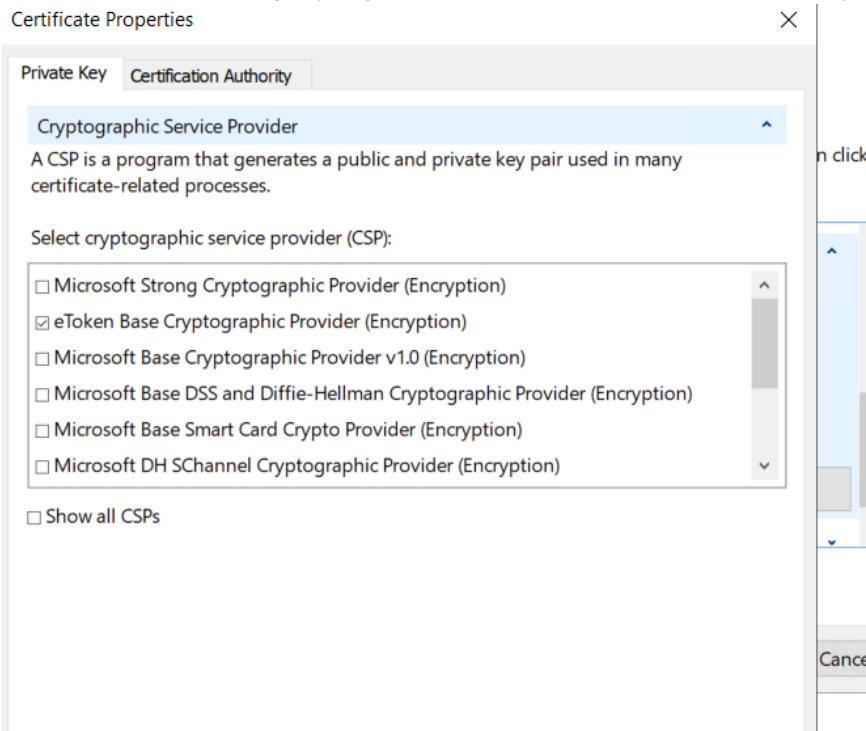 Certificate Properties
Private Key
Certification Authority
Cryptographic Service Provider
A CSP is a program that generates a public and private key pair used in many
certificate-related processes.
n click
Select cryptographic service provider (CSP):
Microsoft Strong Cryptographic Provider (Encryption)
eToken Base Cryptographic Provider (Encryption)
Microsoft Base Cryptographic Provider v1.0 (Encryption)
Microsoft Base DSS and Diffie-Hellman Cryptographic Provider (Encryption)
Microsoft Base Smart Card Crypto Provider (Encryption)
Microsoft DH SChannel Cryptographic Provider (Encryption)
Show all CSPs
Cance